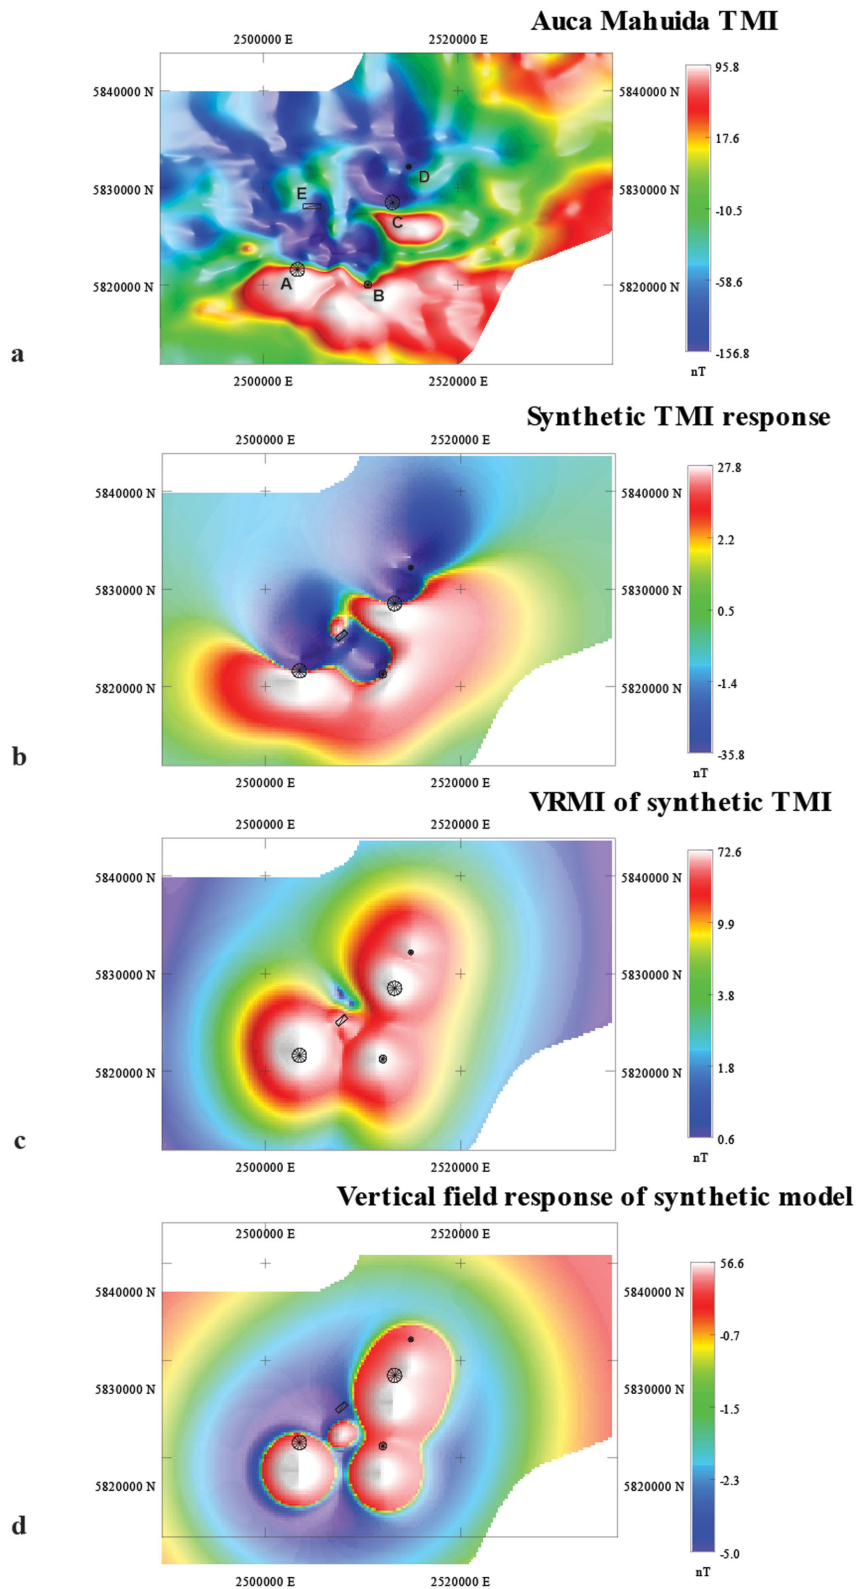 Auca Mahuida TMI
2500000 E 2520000 E
95.8
5840000 N 5840000 N
17.6
D
5830000 N 5830000 N
E
C
-10.5
A B
5820000 N 5820000 N
-58.6
-156.8
a
nT
2500000 E 2520000 E
Synthetic TMI response
2500000 E 2520000 E
27.8
5840000 N 5840000 N
2.2
5830000 N 5830000 N
0.5
5820000 N 5820000 N
-1.4
-35.8
b
nT
2500000 E 2520000 E
VRMI of synthetic TMI
2500000 E 2520000 E
72.6
5840000 N 5840000 N
9.9
5830000 N 5830000 N
3.8
5820000 N 5820000 N
1.8
0.6
c
nT
2500000 E 2520000 E
Vertical field response of synthetic model
2500000 E 2520000 E
56.6
5840000 N 5840000 N
-0.7
5830000 N 5830000 N
-1.5
5820000 N 5820000 N
-2.3
-5.0
d
nT
2500000 E 2520000 E